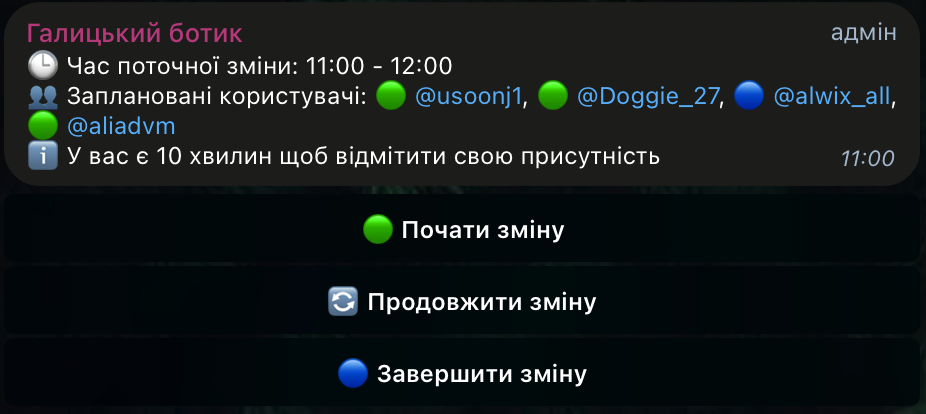 Галицький ботик адмін
🕒 Час поточної зміни: 11:00 - 12:00
👥 Заплановані користувачі: 🟢 @usoonj1, 🟢 @Doggie_27, 🔵 @alwix_all,
🟢 @aliadvm
ℹ️ У вас є 10 хвилин щоб відмітити свою присутність 11:00
🟢 Почати зміну
🔄 Продовжити зміну
🔵 Завершити зміну